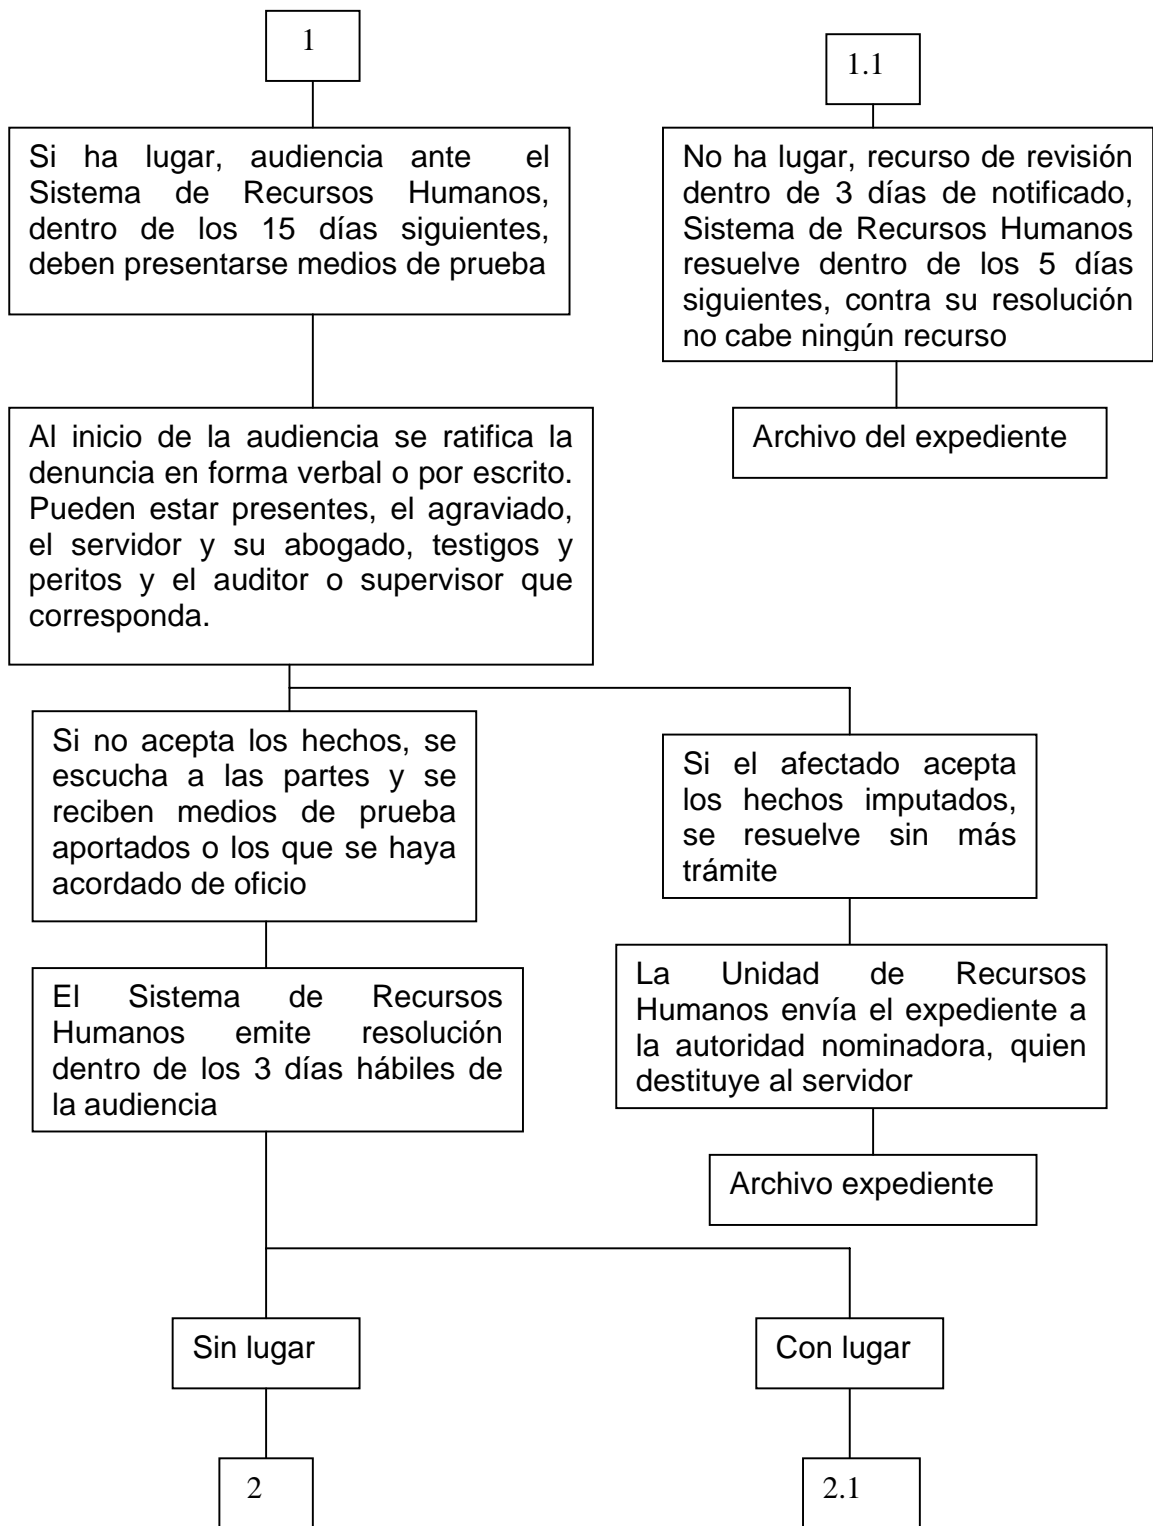 1
Si ha lugar, audiencia ante el
Sistema de Recursos Humanos,
dentro de los 15 días siguientes,
deben presentarse medios de prueba
1.1
No ha lugar, recurso de revisión
dentro de 3 días de notificado,
Sistema de Recursos Humanos
resuelve dentro de los 5 días
siguientes, contra su resolución
no cabe ningún recurso
Archivo del expediente
Al inicio de la audiencia se ratifica la
denuncia en forma verbal o por escrito.
Pueden estar presentes, el agraviado,
el servidor y su abogado, testigos y
peritos y el auditor o supervisor que
corresponda.
Si no acepta los hechos, se
escucha a las partes y se
reciben medios de prueba
aportados o los que se haya
acordado de oficio
Si el afectado acepta
los hechos imputados,
se resuelve sin más
trámite
El Sistema de Recursos
Humanos emite resolución
dentro de los 3 días hábiles de
la audiencia
La Unidad de Recursos
Humanos envía el expediente a
la autoridad nominadora, quien
destituye al servidor
Archivo expediente
Sin lugar
Con lugar
2
2.1